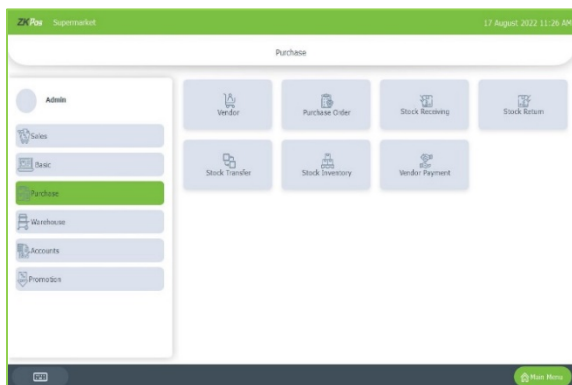 ZKPos Supermarket 17 August 2022 11:26 AM
Purchase
Admin
Sales
Basic
Purchase
Warehouse
Accounts
Promotion
Vendor
Purchase Order
Stock Receiving
Stock Return
Stock Transfer
Stock Inventory
Vendor Payment
Main Menu